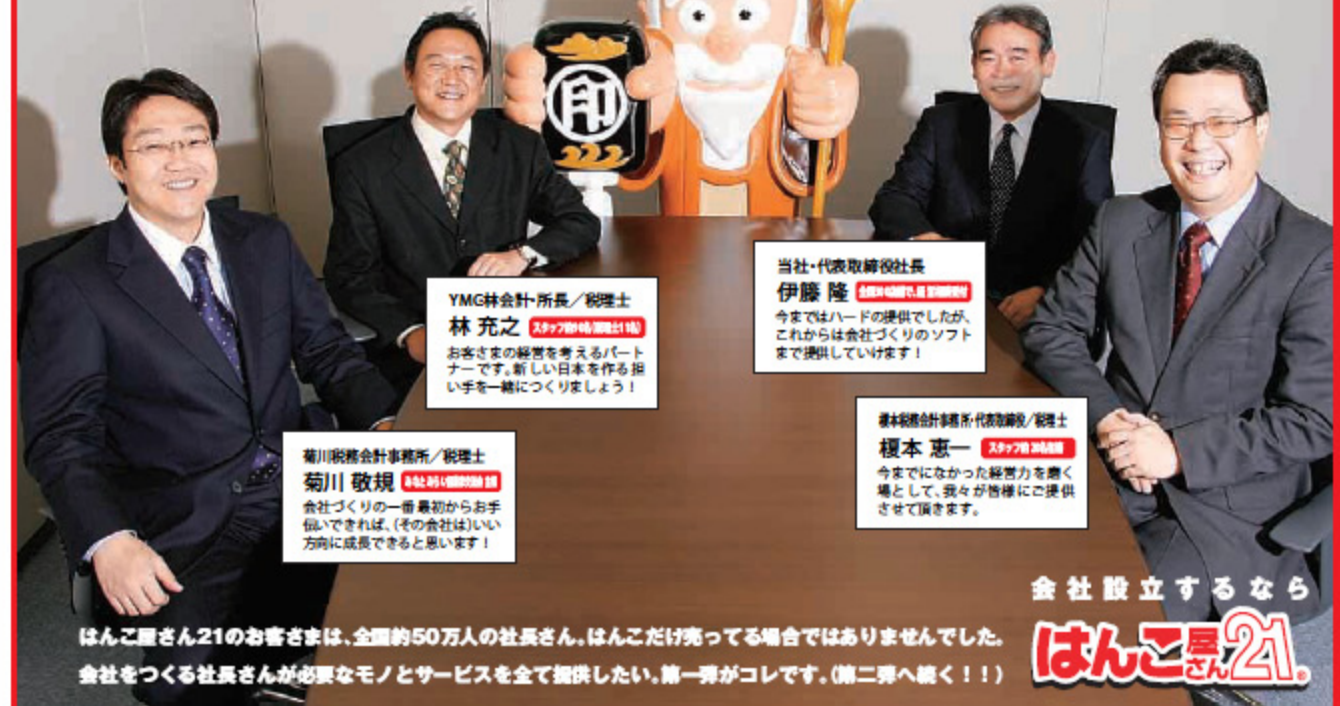 印
YMG林会計・所長／税理士
林 充之
お客さまの経営を考えるパート
ナーです。新しい日本を作る担
い手を一緒につくりましょう！
当社・代表取締役社長
伊藤 隆
今まではハードの提供でしたが、
これからは会社づくりのソフト
まで提供していけます！
菊川税務会計事務所／税理士
菊川 敬規
会社づくりの一番最初からお手
伝いできれば、（その会社は）いい
方向に成長できると思います！
榎本税務会計事務所・代表取締役／税理士
榎本 恵一
今までになかった経営力を磨く
場として、我々が皆様にご提供
させて頂きます。
会社設立するなら
はんこ屋さん21
はんこ屋さん21のお客さまは、全国約50万人の社長さん。はんこだけ売ってる場合ではありませんでした。
会社をつくる社長さんが必要なモノとサービスを全て提供したい。第一弾がコレです。（第二弾へ続く！！）